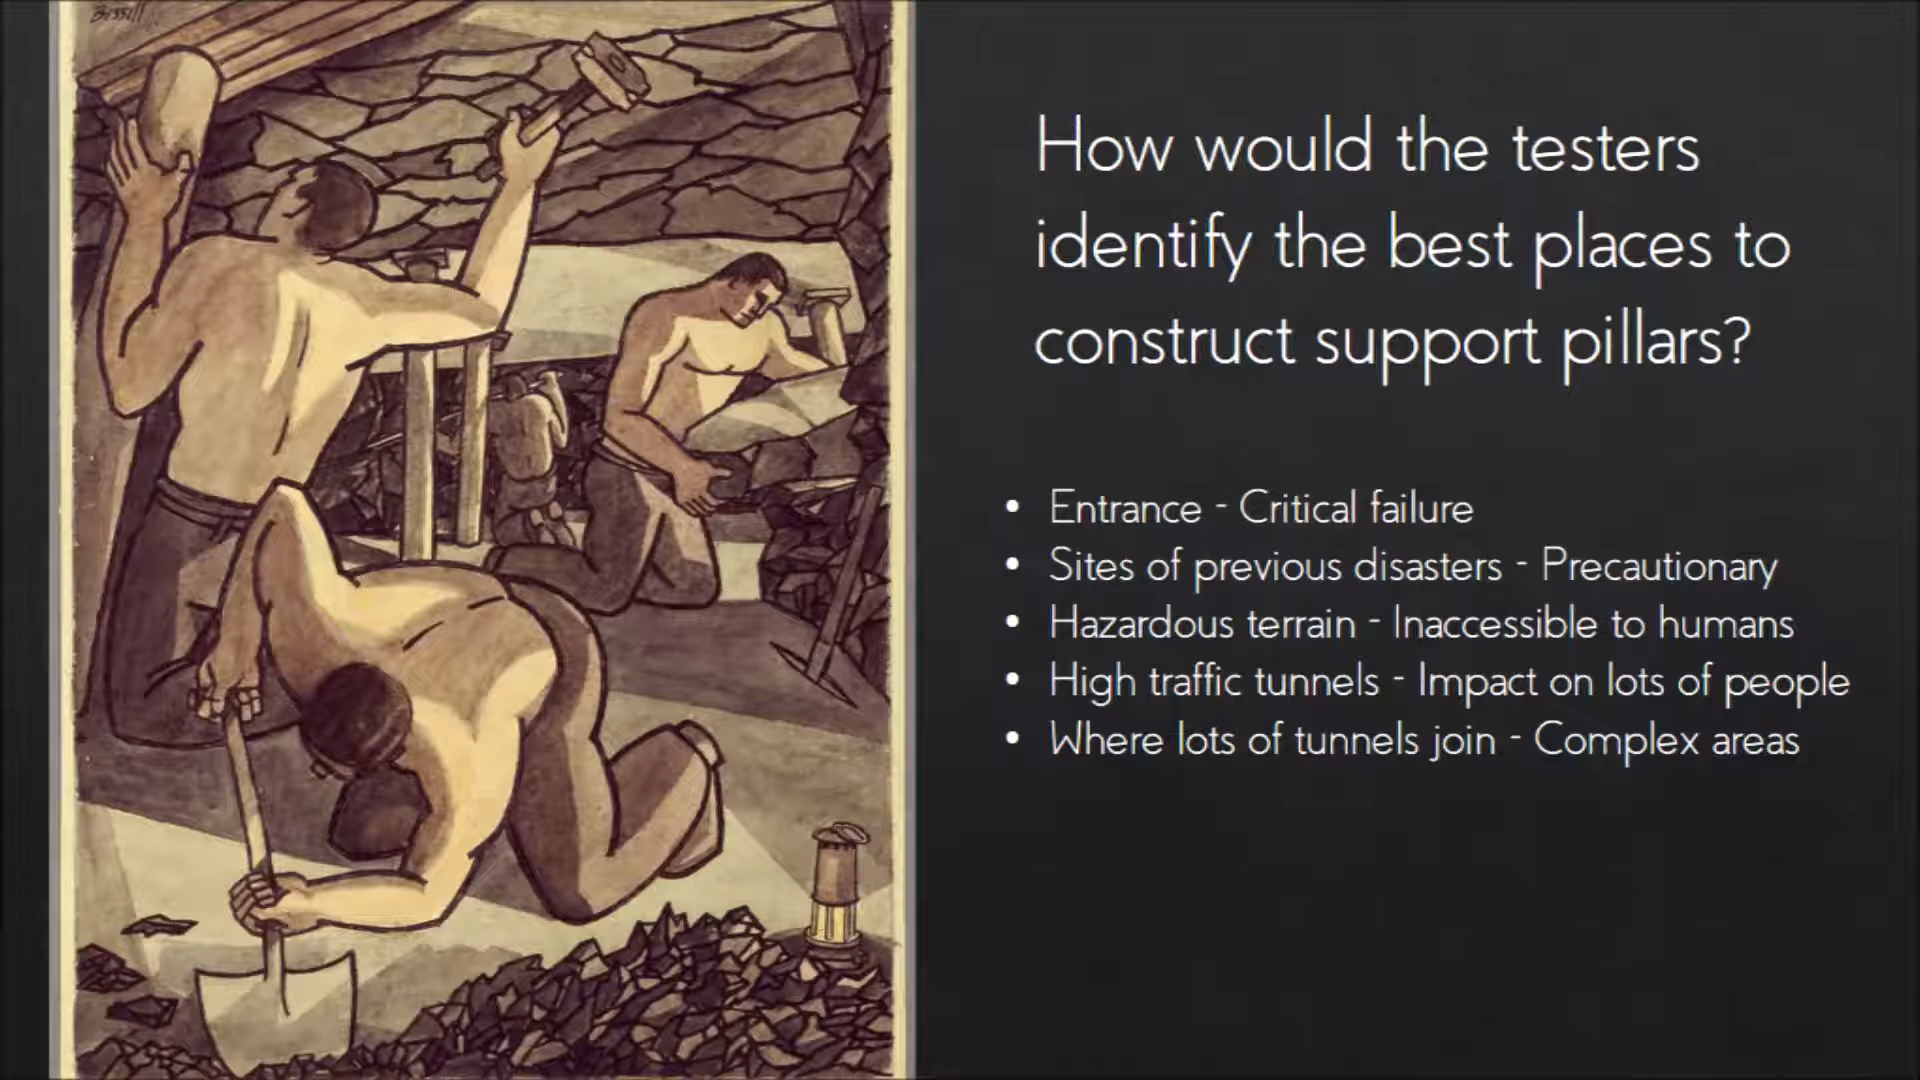 Bissill
How would the testers
identify the best places to
construct support pillars?
• Entrance - Critical failure
• Sites of previous disasters - Precautionary
• Hazardous terrain - Inaccessible to humans
• High traffic tunnels - Impact on lots of people
• Where lots of tunnels join - Complex areas